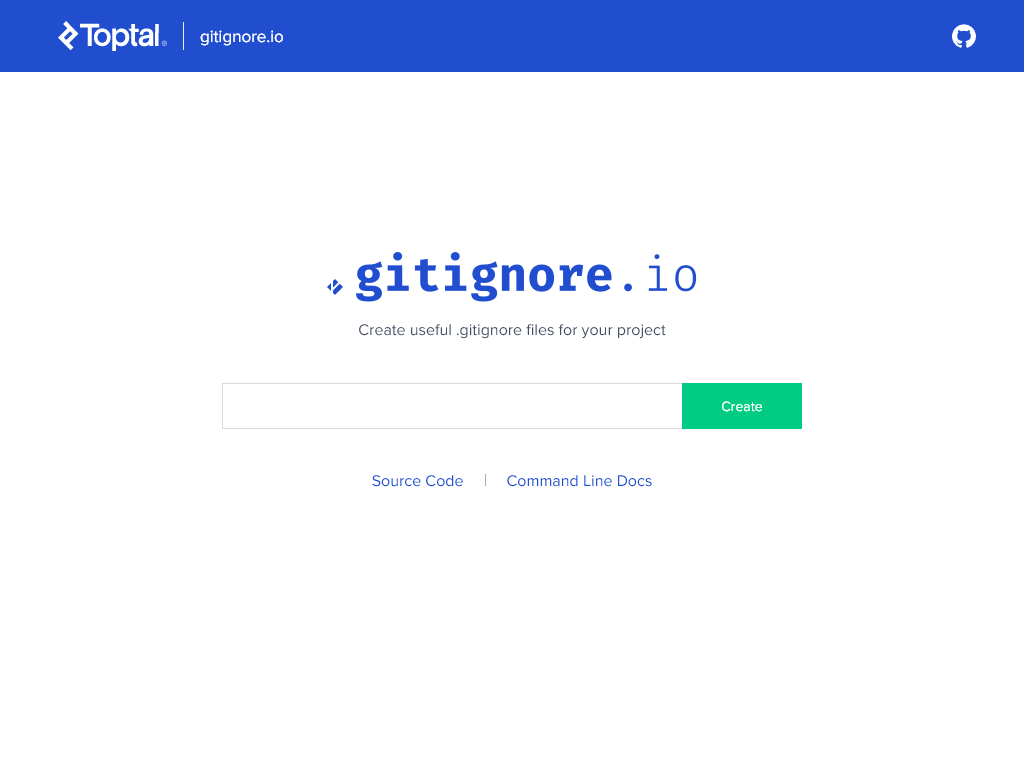 Toptal®
gitignore.io
.gitignore.io
Create useful .gitignore files for your project
Create
Source Code
Command Line Docs